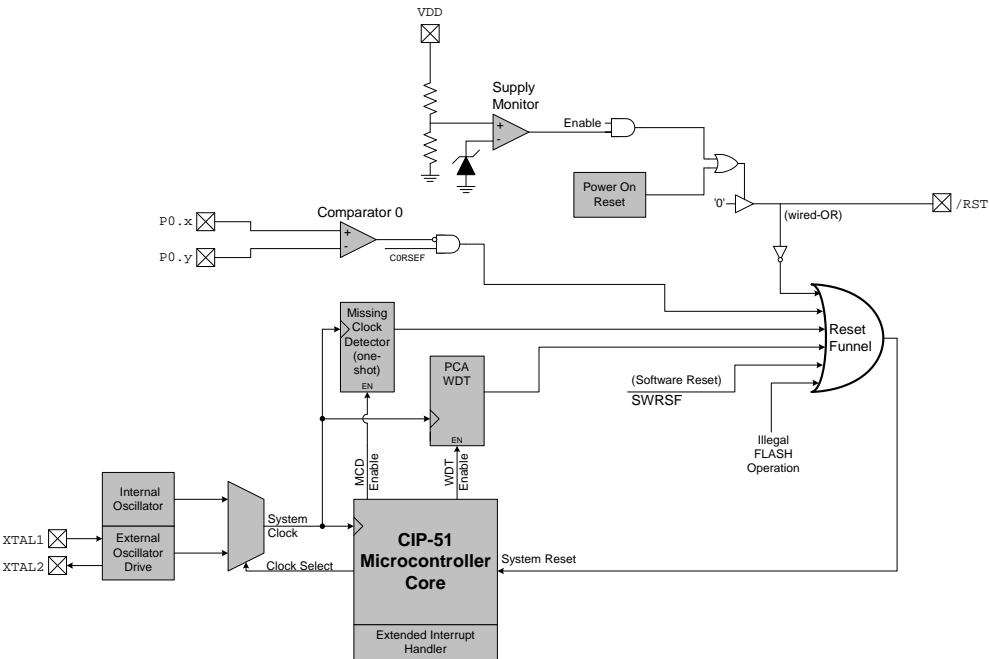 VDD
Supply
Monitor
+
-
Enable
Power On
Reset
'0'
(wired-OR)
/RST
P0.x
P0.y
Comparator 0
+
-
C0RSEF
Missing
Clock
Detector
(one-
shot)
EN
PCA
WDT
EN
Reset
Funnel
(Software Reset)
SWRSF
Illegal
FLASH
Operation
MCD
Enable
WDT
Enable
Internal
Oscillator
External
Oscillator
Drive
XTAL1
XTAL2
System
Clock
Clock Select
CIP-51
Microcontroller
Core
System Reset
Extended Interrupt
Handler